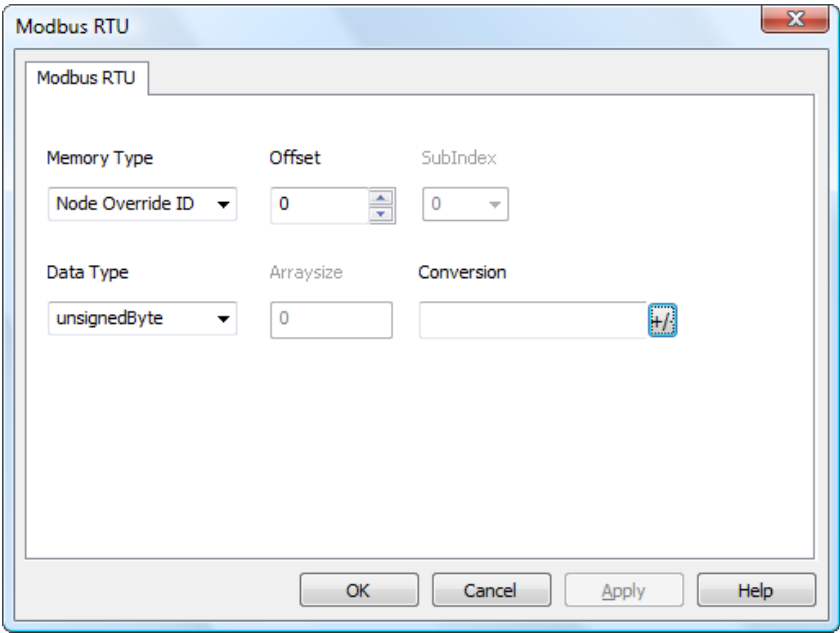 Modbus RTU
Modbus RTU
Memory Type Offset SubIndex
Node Override ID 0 0
Data Type Arraysize Conversion
unsignedByte 0 +/-
OK Cancel Apply Help